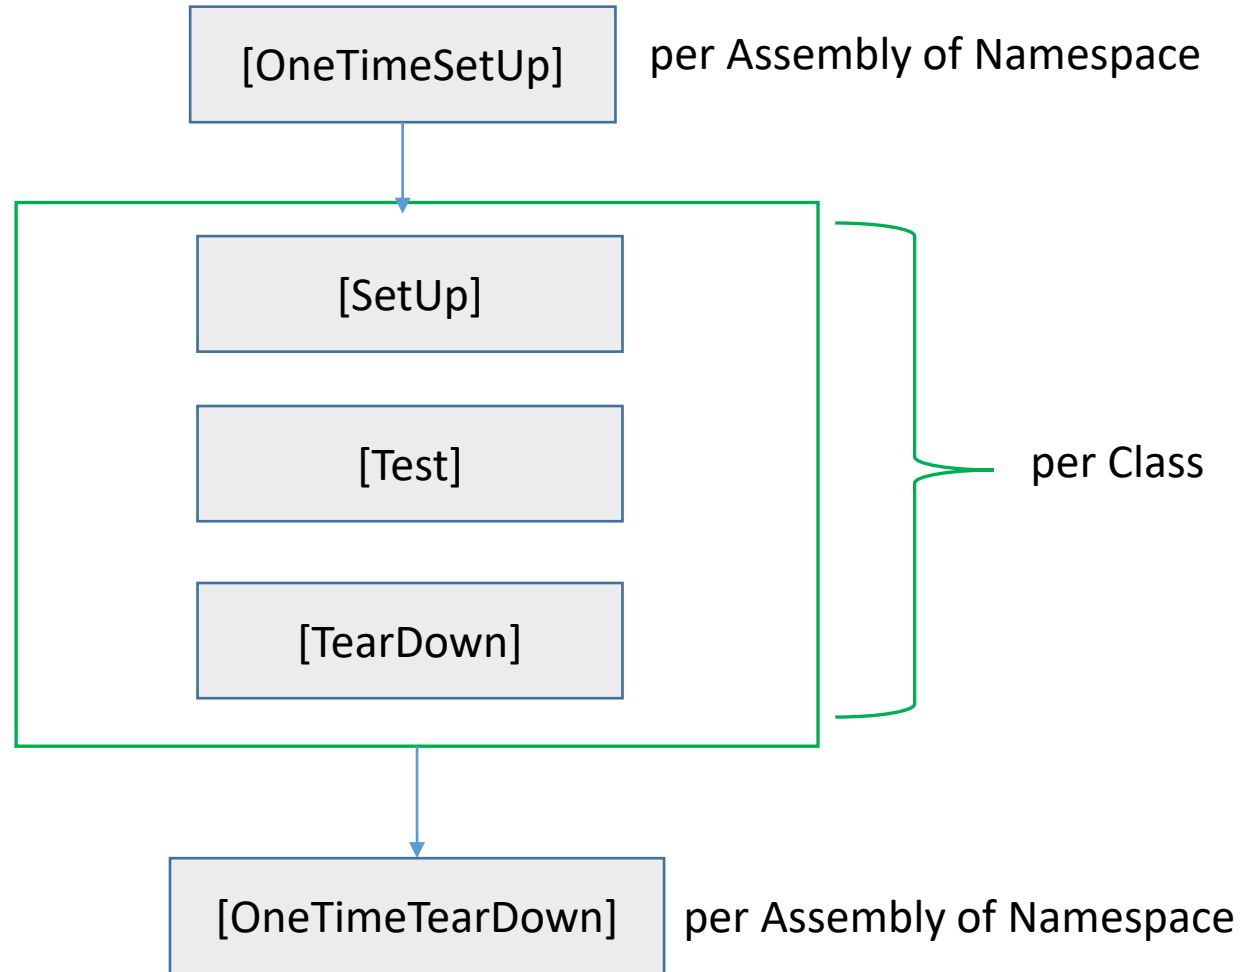 [OneTimeSetUp]
per Assembly of Namespace
[SetUp]
[Test]
per Class
[TearDown]
[OneTimeTearDown]
per Assembly of Namespace